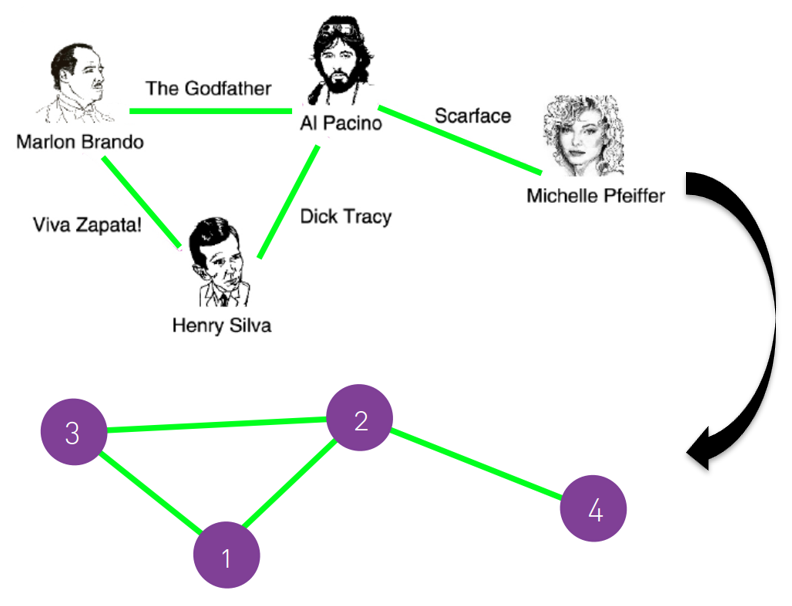 The Godfather
Al Pacino
Scarface
Marlon Brando
Michelle Pfeiffer
Viva Zapata!
Dick Tracy
Henry Silva
3
2
4
1